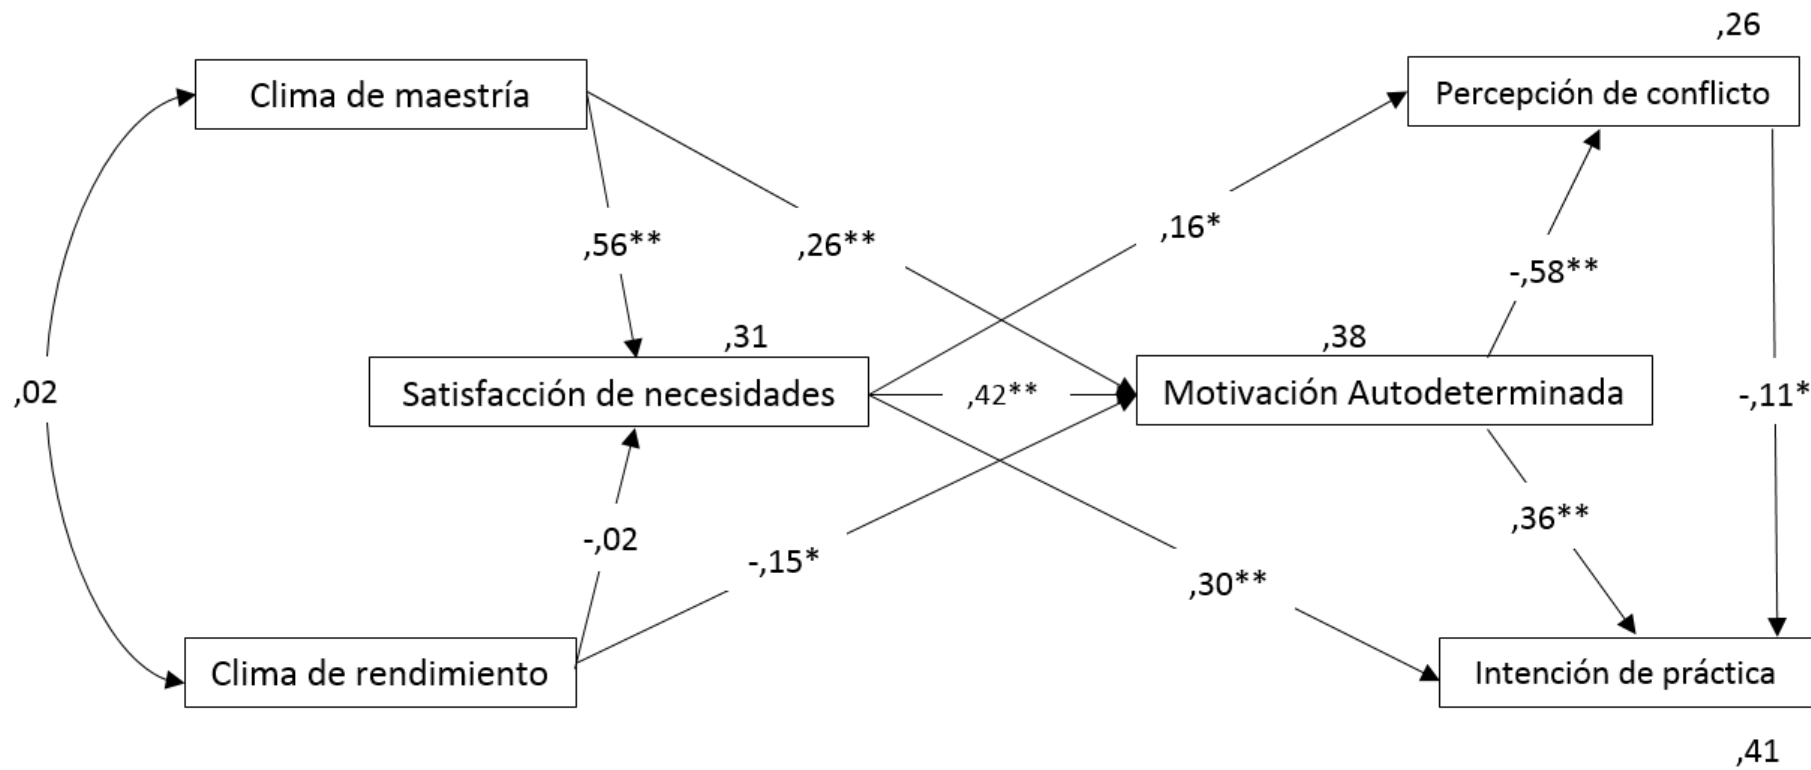 ,26
Clima de maestría
Percepción de conflicto
,56**
,26**
,16*
-,58**
,31
,38
,02
Satisfacción de necesidades
,42**
Motivación Autodeterminada
-,11*
-,02
-,15*
,30**
,36**
Clima de rendimiento
Intención de práctica
,41